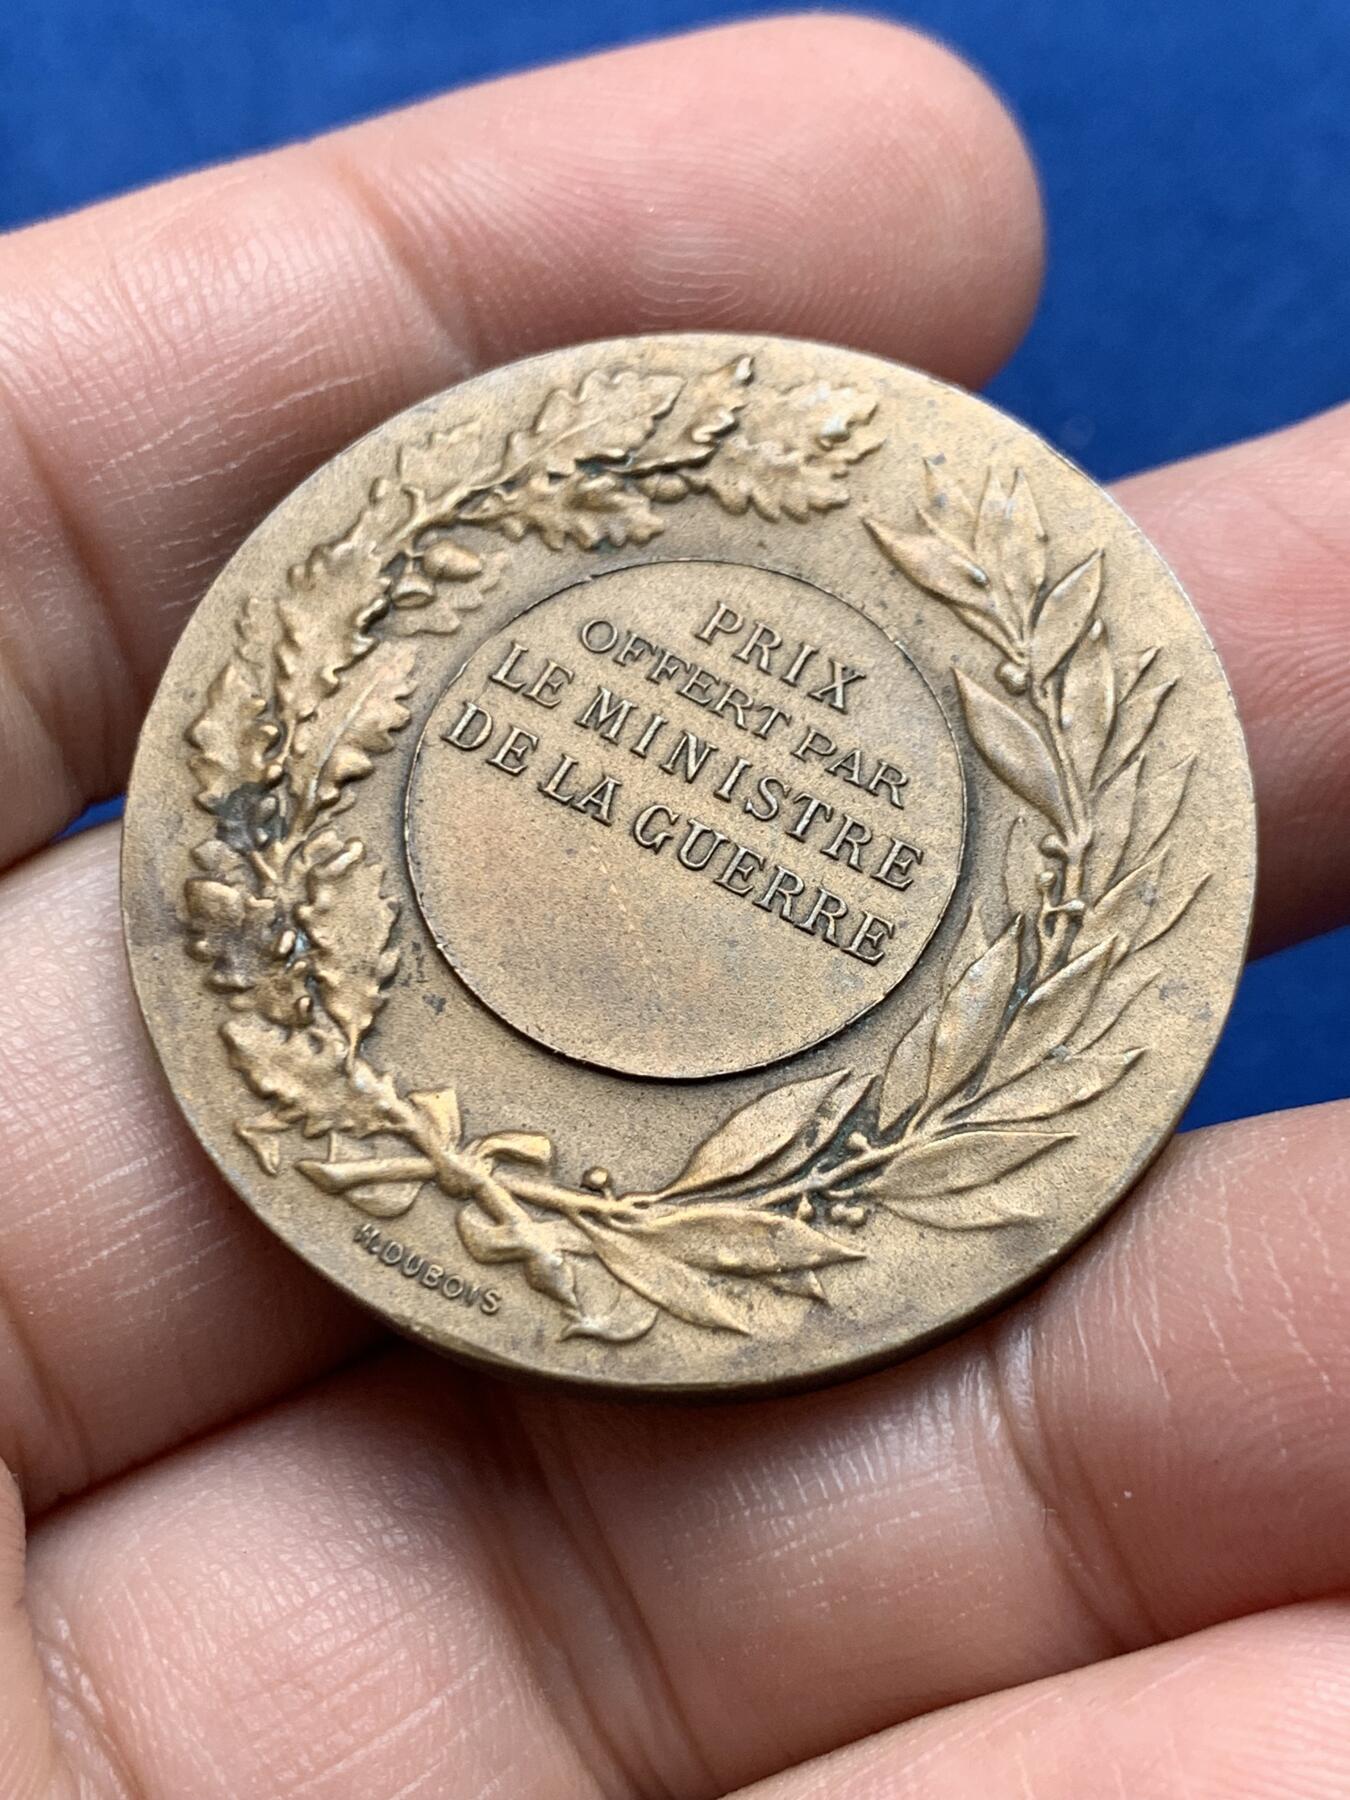 PRIX
OFFERT PAR
LE MINISTRE
DE LA GUERRE
H.DUBOIS